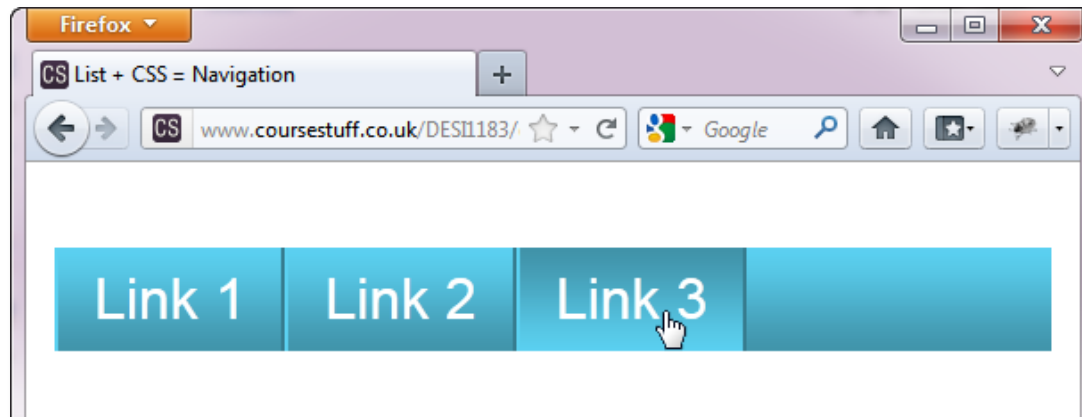 Firefox
CS List + CSS = Navigation
CS www.coursestuff.co.uk/DESI1183/ Google
Link 1 Link 2 Link 3